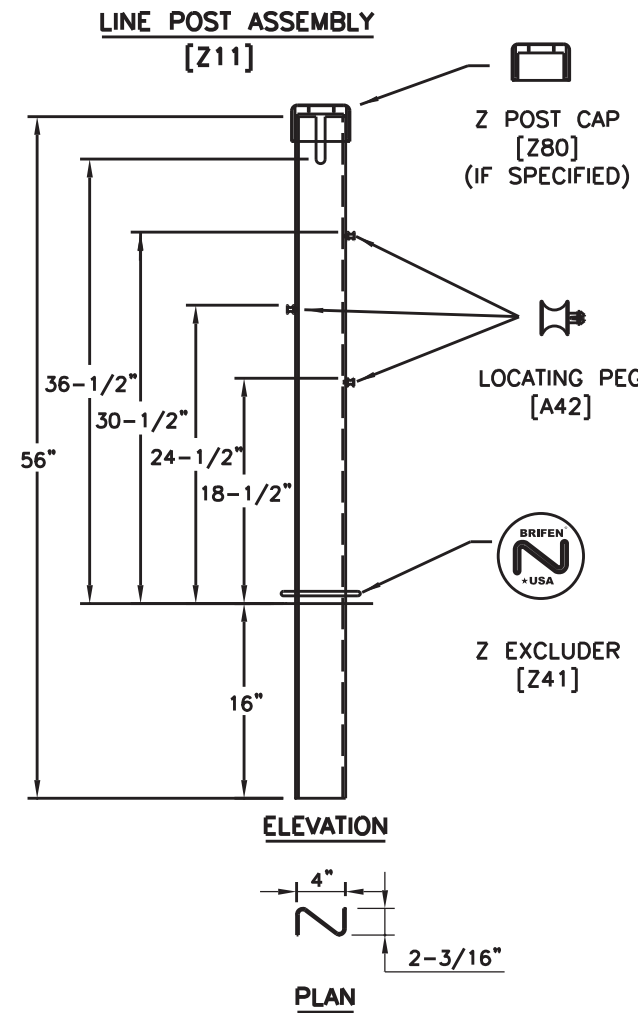 LINE POST ASSEMBLY
[Z11]
Z POST CAP
[Z80]
(IF SPECIFIED)
36-1/2"
30-1/2"
24-1/2"
18-1/2"
56"
LOCATING PEG
[A42]
BRIFEN
★USA
Z EXCLUDER
[Z41]
16"
ELEVATION
4"
2-3/16"
PLAN